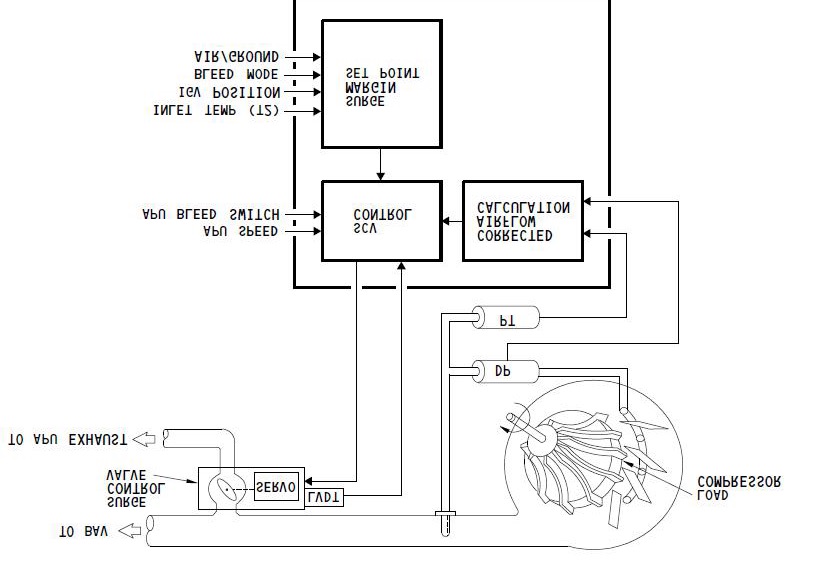 TO BAV
SURGE
CONTROL
VALVE
LVDT
SERVO
LOAD
COMPRESSOR
TO APU EXHAUST
DP
PT
APU SPEED
APU BLEED SWITCH
SCV
CONTROL
CORRECTED
AIRFLOW
CALCULATION
INLET TEMP (T2)
IGV POSITION
BLEED MODE
AIR/GROUND
SURGE
MARGIN
SET POINT